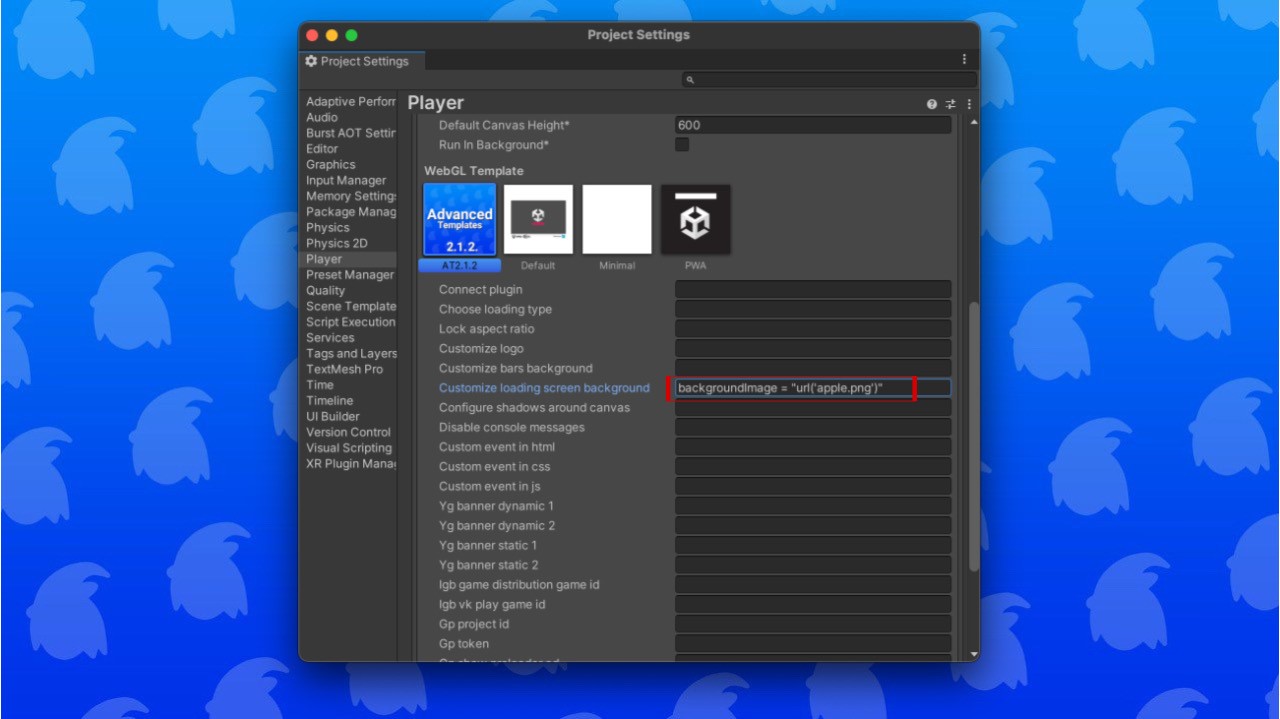 Project Settings
Project Settings
Adaptive Perforr
Audio
Burst AOT Settir
Editor
Graphics
Input Manager
Memory Setting:
Package Manag
Physics
Physics 2D
Player
Preset Manager
Quality
Scene Template
Script Execution
Services
Tags and Layers
TextMesh Pro
Time
Timeline
UI Builder
Version Control
Visual Scripting
XR Plugin Mana
Player
Default Canvas Height* 600
Run In Background*
WebGL Template
Advanced
Templates
2.1.2.
AT2.1.2 Default Minimal PWA
Connect plugin
Choose loading type
Lock aspect ratio
Customize logo
Customize bars background
Customize loading screen background backgroundImage = "url('apple.png')"
Configure shadows around canvas
Disable console messages
Custom event in html
Custom event in css
Custom event in js
Yg banner dynamic 1
Yg banner dynamic 2
Yg banner static 1
Yg banner static 2
Igb game distribution game id
Igb vk play game id
Gp project id
Gp token